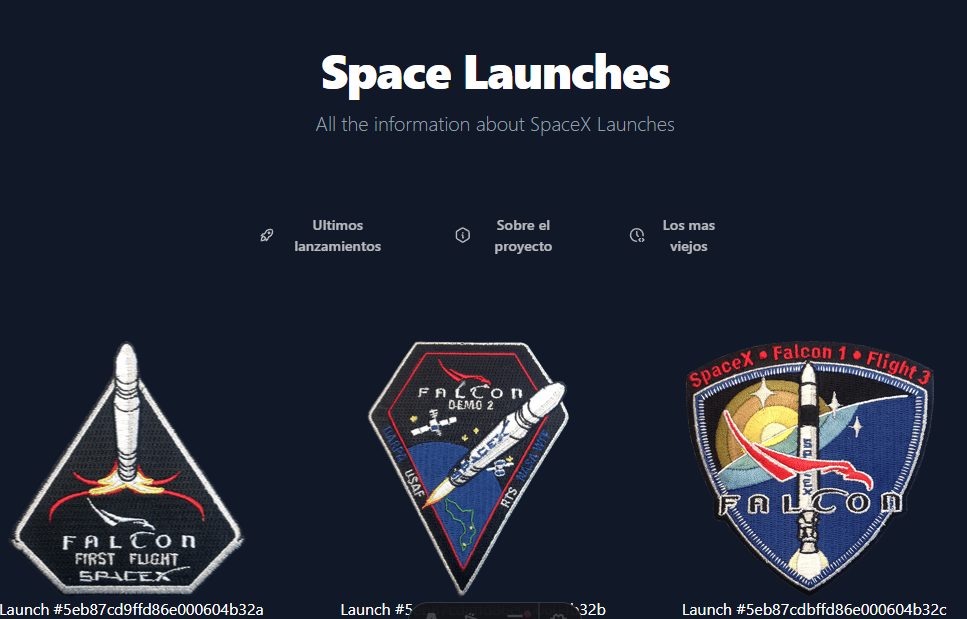 Space Launches
All the information about SpaceX Launches
Ultimos
lanzamientos
Sobre el
proyecto
Los mas
viejos
FALCON
FIRST FLIGHT
SPACEX
FALCON
DEMO 2
DARPA
USAF
SPACEX
RTS
NASA WFF
SpaceX • Falcon 1 • Flight 3
SPACEX
FALCON
Launch #5eb87cd9ffd86e000604b32a
Launch #5
b32b
Launch #5eb87cdbffd86e000604b32c